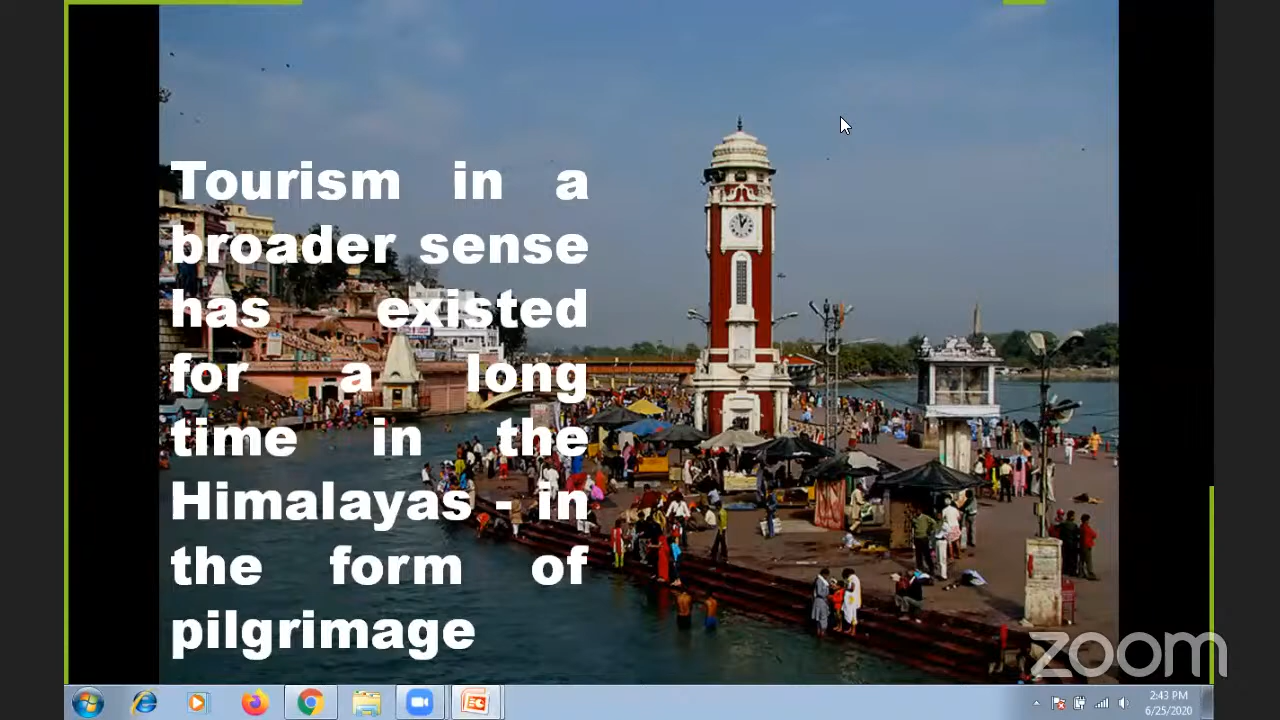 Tourism in a
broader sense
has existed
for a long
time in the
Himalayas - in
the form of
pilgrimage
zoom
2:43 PM
6/25/2020